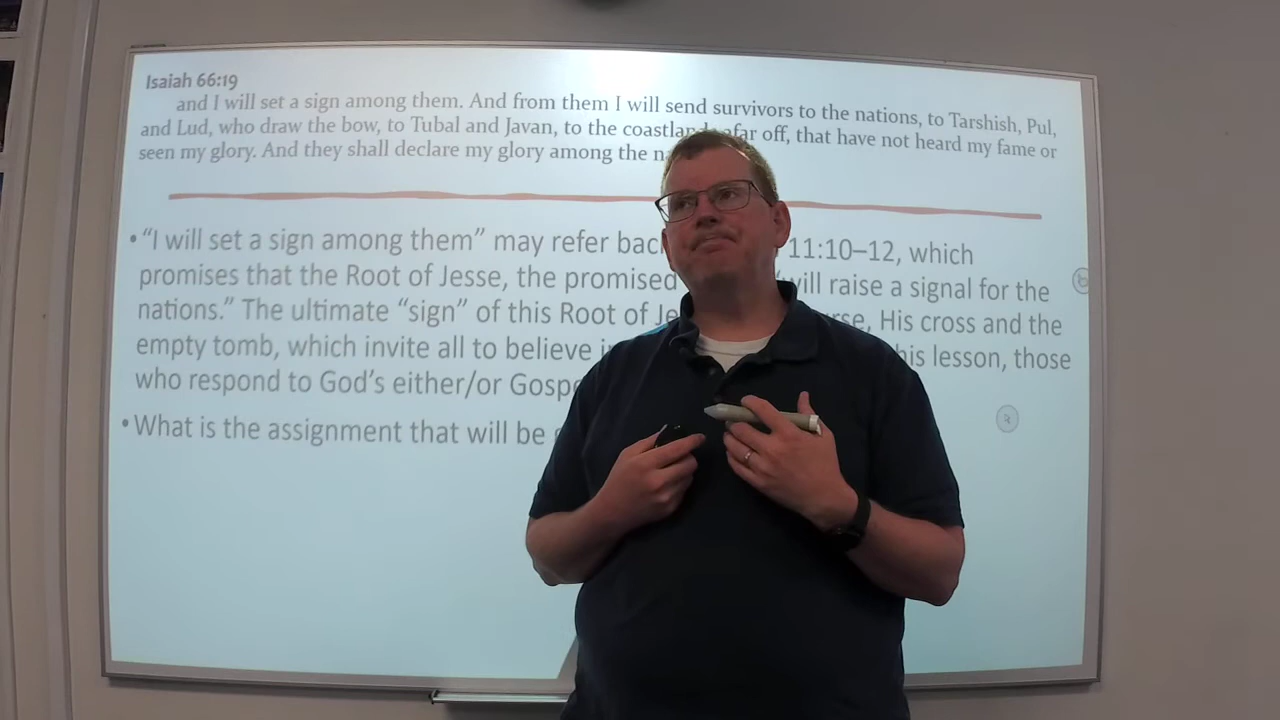 Isaiah 66:19
and I will set a sign among them. And from them I will send survivors to the nations, to Tarshish, Pul,
and Lud, who draw the bow, to Tubal and Javan, to the coastlands afar off, that have not heard my fame or
seen my glory. And they shall declare my glory among the
• "I will set a sign among them" may refer back 11:10–12, which
promises that the Root of Jesse, the promised will raise a signal for the
nations." The ultimate "sign" of this Root of His cross and the
empty tomb, which invite all to believe his lesson, those
who respond to God's either/or
• What is the assignment that will be